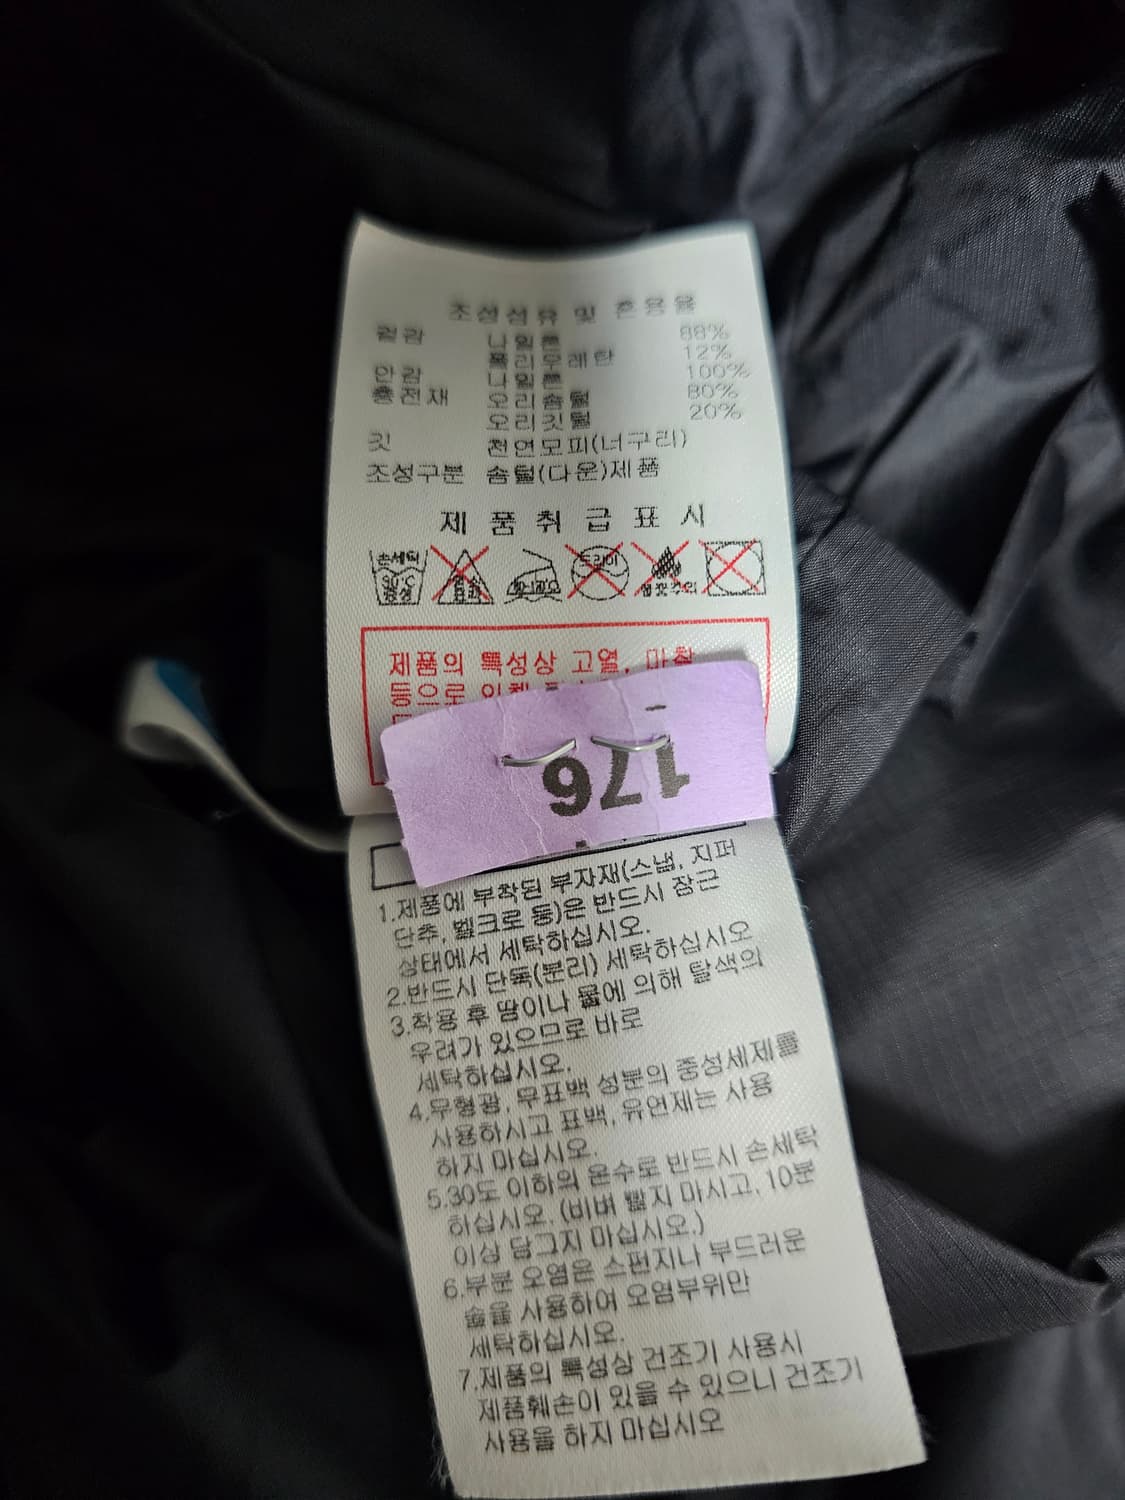 조성섬유 및 혼용율
겉감 나일론 88%
폴리우레탄 12%
안감 나일론 100%
충전재 오리솜털 80%
오리깃털 20%
깃 천연모피(너구리)
조성구분 솜털(다운)제품
제 품 취 급 표 시
손세탁 30℃ 중성
드라이
제품의 특성상 고열, 마찰
등으로 인해
176
1.제품에 부착된 부자재(스냅, 지퍼
단추, 벨크로 등)은 반드시 잠근
상태에서 세탁하십시오.
2.반드시 단독(분리) 세탁하십시오
3.착용 후 땀이나 물에 의해 탈색의
우려가 있으므로 바로
세탁하십시오.
4.무형광, 무표백 성분의 중성세제를
사용하시고 표백, 유연제는 사용
하지 마십시오.
5.30도 이하의 온수로 반드시 손세탁
하십시오. (비벼 빨지 마시고, 10분
이상 담그지 마십시오.)
6.부분 오염은 스펀지나 부드러운
솔을 사용하여 오염부위만
세탁하십시오.
7.제품의 특성상 건조기 사용시
제품훼손이 있을 수 있으니 건조기
사용을 하지 마십시오